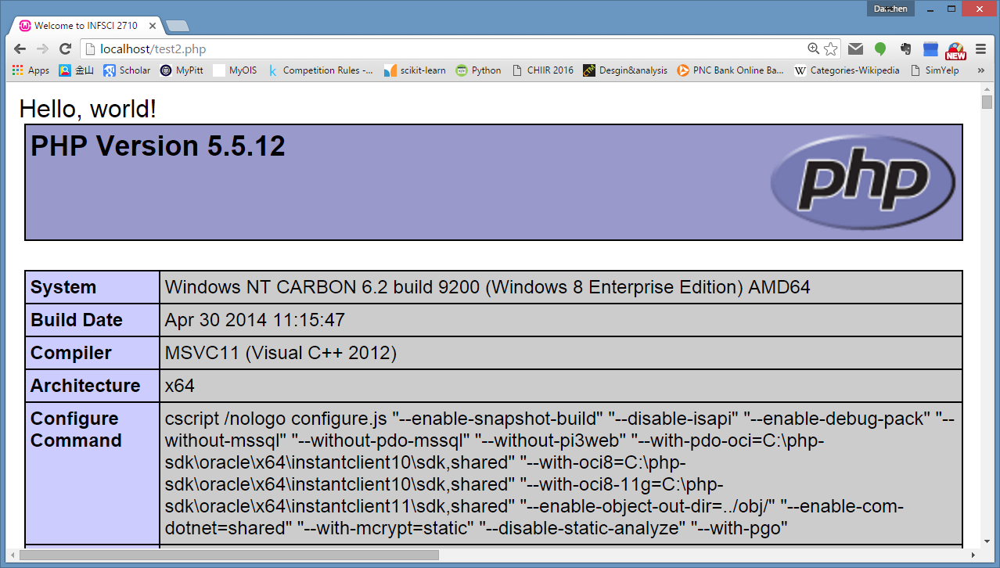 Danchen
Welcome to INFSCI 2710
localhost/test2.php
NEW
Apps 金山 Scholar MyPitt MyOIS Competition Rules -... scikit-learn Python CHIIR 2016 Desgin&analysis PNC Bank Online Ba... Categories-Wikipedia SimYelp »
Hello, world!
PHP Version 5.5.12
php
System Windows NT CARBON 6.2 build 9200 (Windows 8 Enterprise Edition) AMD64
Build Date Apr 30 2014 11:15:47
Compiler MSVC11 (Visual C++ 2012)
Architecture x64
Configure cscript /nologo configure.js "--enable-snapshot-build" "--disable-isapi" "--enable-debug-pack" "--
Command without-mssql" "--without-pdo-mssql" "--without-pi3web" "--with-pdo-oci=C:\php-
sdk\oracle\x64\instantclient10\sdk,shared" "--with-oci8=C:\php-
sdk\oracle\x64\instantclient10\sdk,shared" "--with-oci8-11g=C:\php-
sdk\oracle\x64\instantclient11\sdk,shared" "--enable-object-out-dir=../obj/" "--enable-com-
dotnet=shared" "--with-mcrypt=static" "--disable-static-analyze" "--with-pgo"